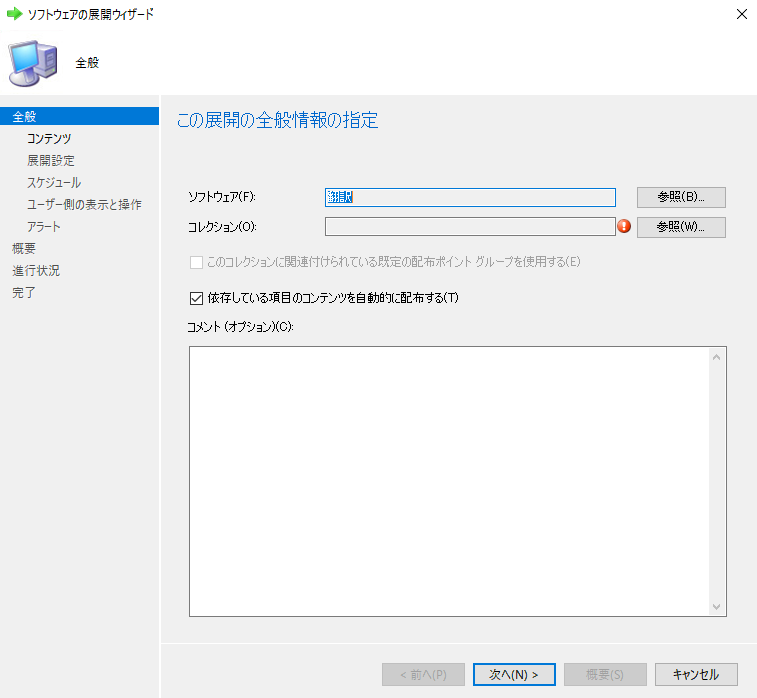 ソフトウェアの展開ウィザード
全般
全般
コンテンツ
展開設定
スケジュール
ユーザー側の表示と操作
アラート
概要
進行状況
完了
この展開の全般情報の指定
ソフトウェア(F):
参照(B)...
コレクション(O):
参照(W)...
このコレクションに関連付けられている既定の配布ポイント グループを使用する(E)
依存している項目のコンテンツを自動的に配布する(T)
コメント (オプション)(C):
< 前へ(P)
次へ(N) >
概要(S)
キャンセル